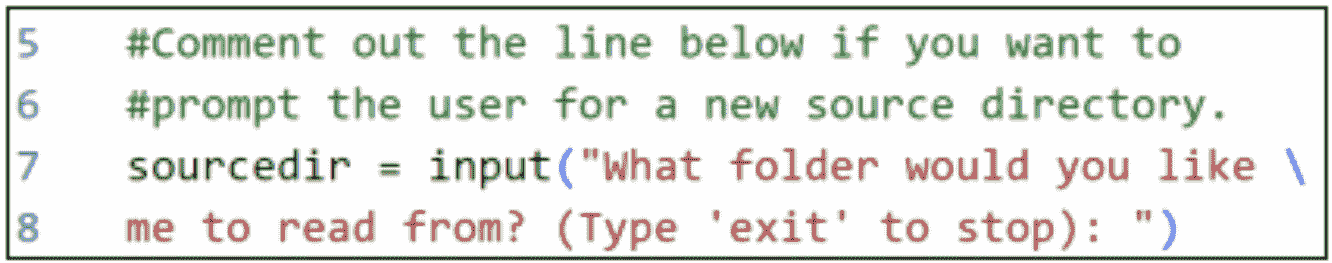 5 #Comment out the line below if you want to
6 #prompt the user for a new source directory.
7 sourcedir = input("What folder would you like \
8 me to read from? (Type 'exit' to stop): ")